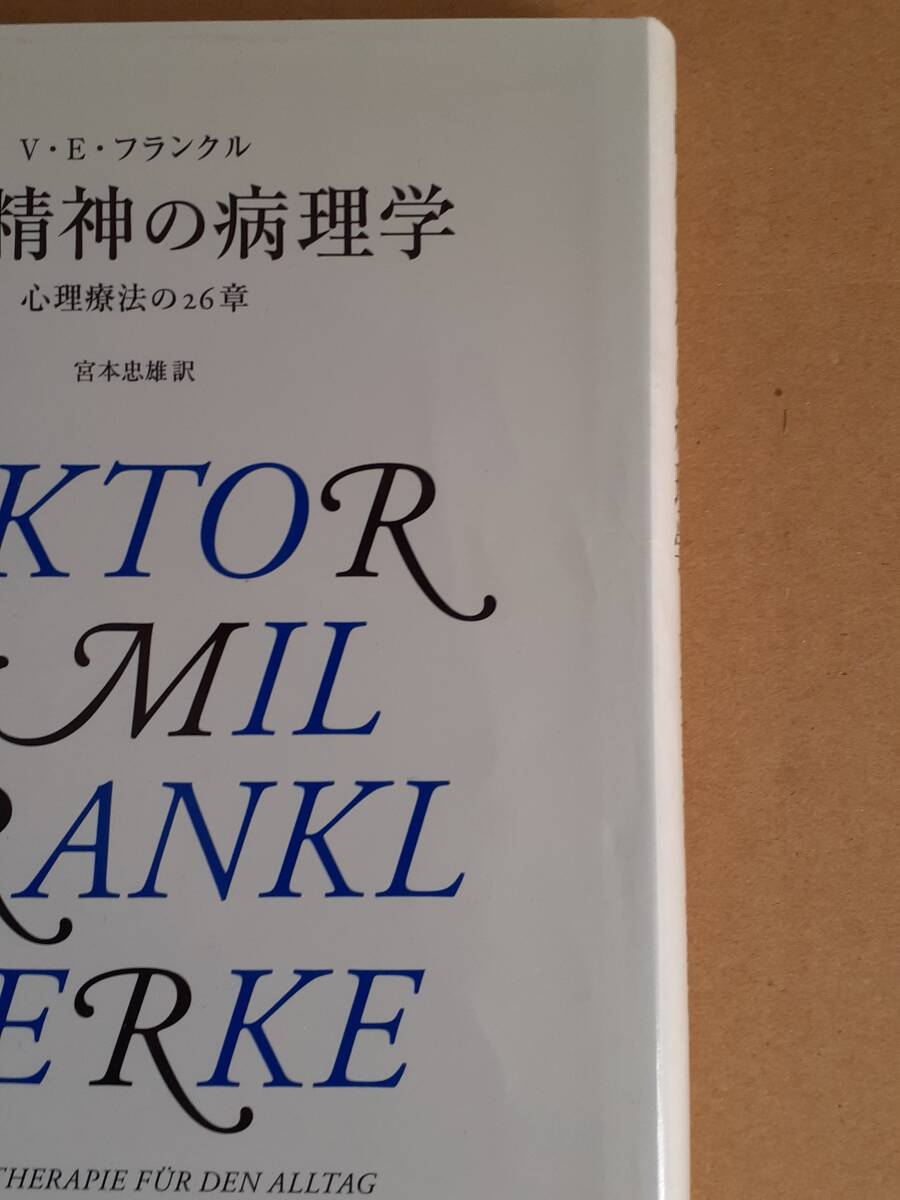 V・E・フランクル
精神の病理学
心理療法の26章
宮本忠雄訳
KTOR
MIL
RANKL
ERKE
THERAPIE FÜR DEN ALLTAG